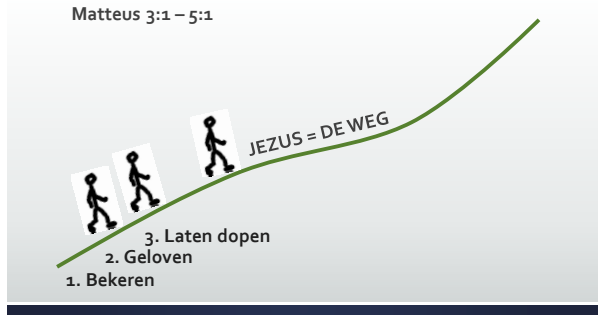 Matteus 3:1 – 5:1
JEZUS = DE WEG
3. Laten dopen
2. Geloven
1. Bekeren